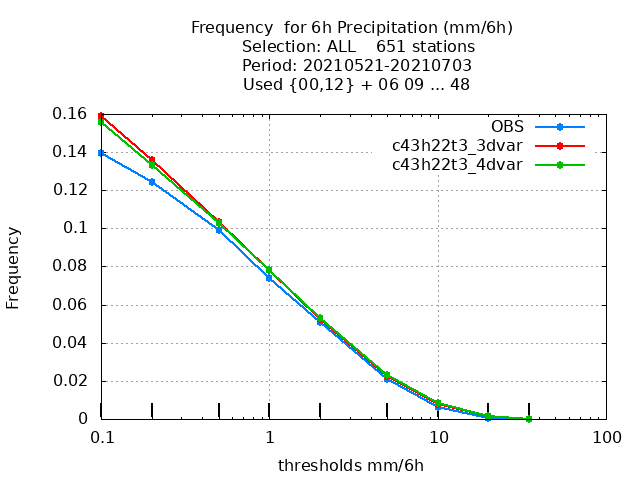 Frequency  for 6h Precipitation (mm/6h)
Selection: ALL    651 stations
Period: 20210521-20210703
Used {00,12} + 06 09 ... 48
0.16
0.14
0.12
0.1
0.08
0.06
0.04
0.02
0
Frequency
OBS
c43h22t3_3dvar
c43h22t3_4dvar
0.1 1 10 100
thresholds mm/6h